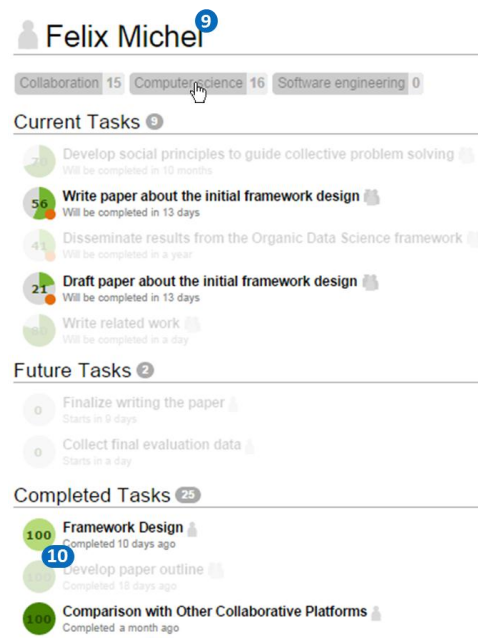 Felix Michel 9
Collaboration 15 Computer science 16 Software engineering 0
Current Tasks 9
70 Develop social principles to guide collective problem solving
Will be completed in 10 months
56 Write paper about the initial framework design
Will be completed in 13 days
41 Disseminate results from the Organic Data Science framework
Will be completed in a year
21 Draft paper about the initial framework design
Will be completed in 13 days
Write related work
Will be completed in a day
Future Tasks 2
0 Finalize writing the paper
Starts in 9 days
0 Collect final evaluation data
Starts in a day
Completed Tasks 25
100 Framework Design
Completed 10 days ago
10
100 Develop paper outline
Completed 18 days ago
100 Comparison with Other Collaborative Platforms
Completed a month ago